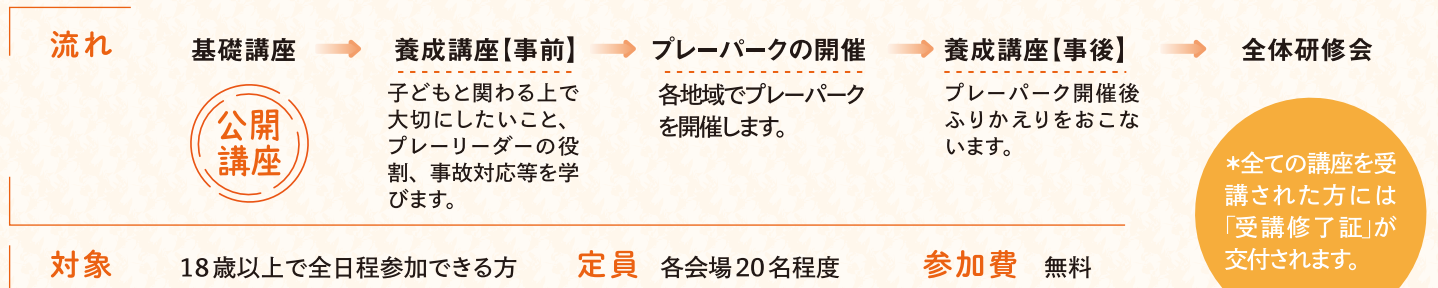 流れ
基礎講座
公開
講座
養成講座【事前】
子どもと関わる上で
大切にしたいこと、
プレーリーダーの役
割、事故対応等を学
びます。
プレーパークの開催
各地域でプレーパーク
を開催します。
養成講座【事後】
プレーパーク開催後
ふりかえりをおこな
います。
全体研修会
*全ての講座を受
講された方には
「受講修了証」が
交付されます。
対象 18歳以上で全日程参加できる方 定員 各会場20名程度 参加費 無料